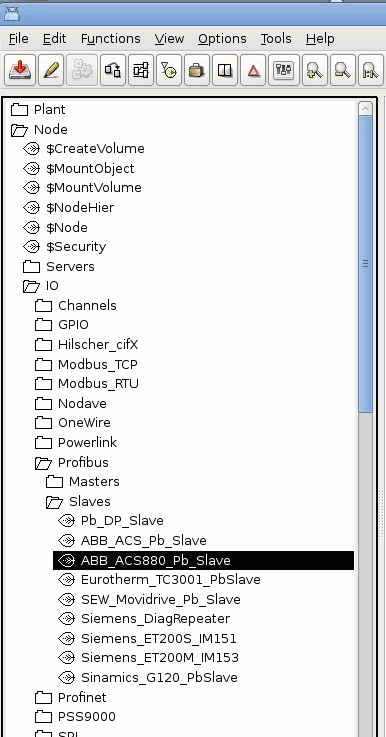 File Edit Functions View Options Tools Help
Plant
Node
$CreateVolume
$MountObject
$MountVolume
$NodeHier
$Node
$Security
Servers
IO
Channels
GPIO
Hilscher_cifX
Modbus_TCP
Modbus_RTU
Nodave
OneWire
Powerlink
Profibus
Masters
Slaves
Pb_DP_Slave
ABB_ACS_Pb_Slave
ABB_ACS880_Pb_Slave
Eurotherm_TC3001_PbSlave
SEW_Movidrive_Pb_Slave
Siemens_DiagRepeater
Siemens_ET200S_IM151
Siemens_ET200M_IM153
Sinamics_G120_PbSlave
Profinet
PSS9000